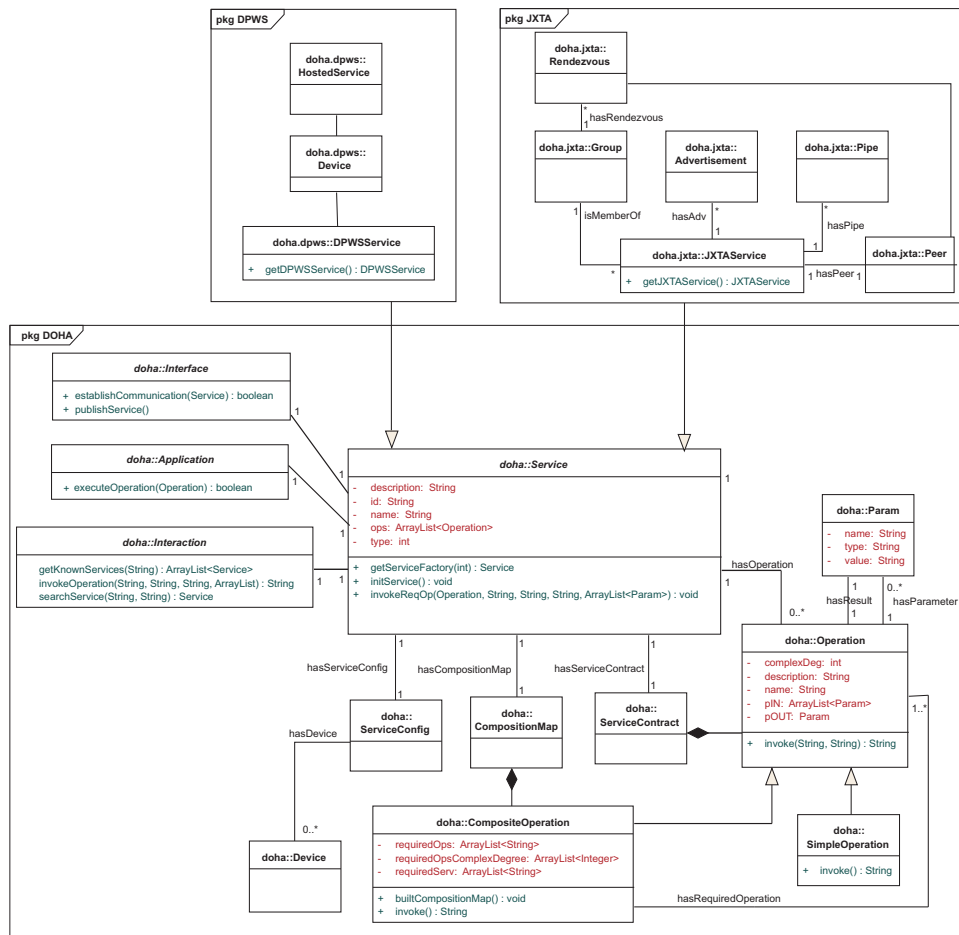 pkg DPWS
doha.dpws::
HostedService
doha.dpws::
Device
doha.dpws::DPWSService
+ getDPWSService() : DPWSService
pkg JXTA
doha.jxta::
Rendezvous
*
hasRendezvous
1
doha.jxta::Group
doha.jxta::
Advertisement
doha.jxta::Pipe
1
isMemberOf
*
hasAdv
*
1
*
hasPipe
1
doha.jxta::JXTAService
+ getJXTAService() : JXTAService
1
hasPeer
1
doha.jxta::Peer
pkg DOHA
doha::Interface
+ establishCommunication(Service) : boolean
+ publishService()
1
1
doha::Application
+ executeOperation(Operation) : boolean
1
1
doha::Interaction
getKnownServices(String) : ArrayList<Service>
invokeOperation(String, String, String, ArrayList) : String
searchService(String, String) : Service
1
1
doha::Service
- description: String
- id: String
- name: String
- ops: ArrayList<Operation>
- type: int
+ getServiceFactory(int) : Service
+ initService() : void
+ invokeReqOp(Operation, String, String, String, ArrayList<Param>) : void
1
hasOperation
1
0..*
doha::Param
- name: String
- type: String
- value: String
1
hasResult
1
0..*
hasParameter
1
doha::Operation
- complexDeg: int
- description: String
- name: String
- pIN: ArrayList<Param>
- pOUT: Param
+ invoke(String, String) : String
1..*
1
hasServiceConfig
1
1
hasCompositionMap
1
1
hasServiceContract
1
doha::
ServiceConfig
doha::
CompositionMap
doha::
ServiceContract
hasDevice
0..*
doha::Device
doha::CompositeOperation
- requiredOps: ArrayList<String>
- requiredOpsComplexDegree: ArrayList<Integer>
- requiredServ: ArrayList<String>
+ builtCompositionMap() : void
+ invoke() : String
doha::
SimpleOperation
+ invoke() : String
hasRequiredOperation